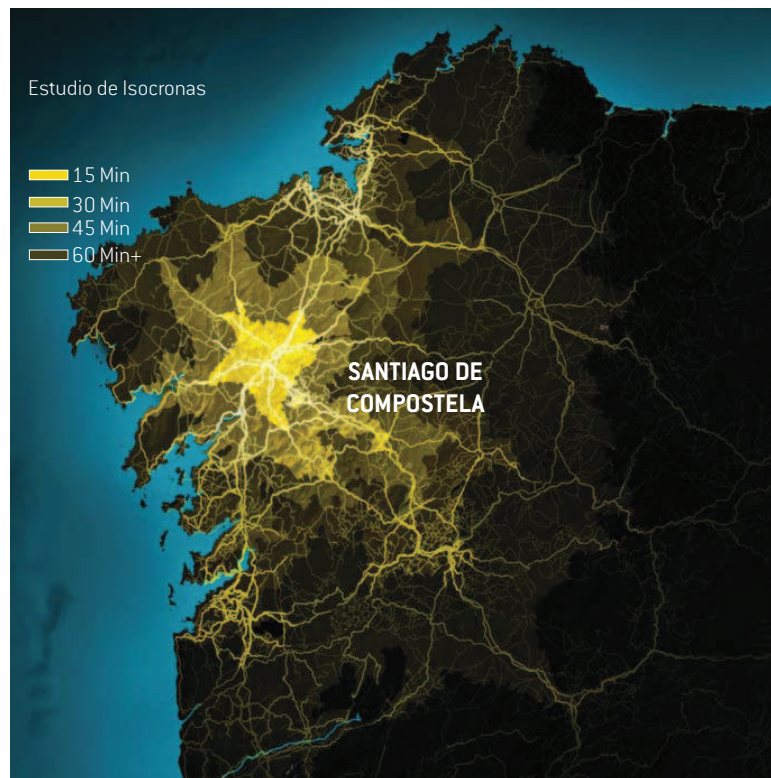 Estudio de Isocronas
15 Min
30 Min
45 Min
60 Min+
SANTIAGO DE
COMPOSTELA